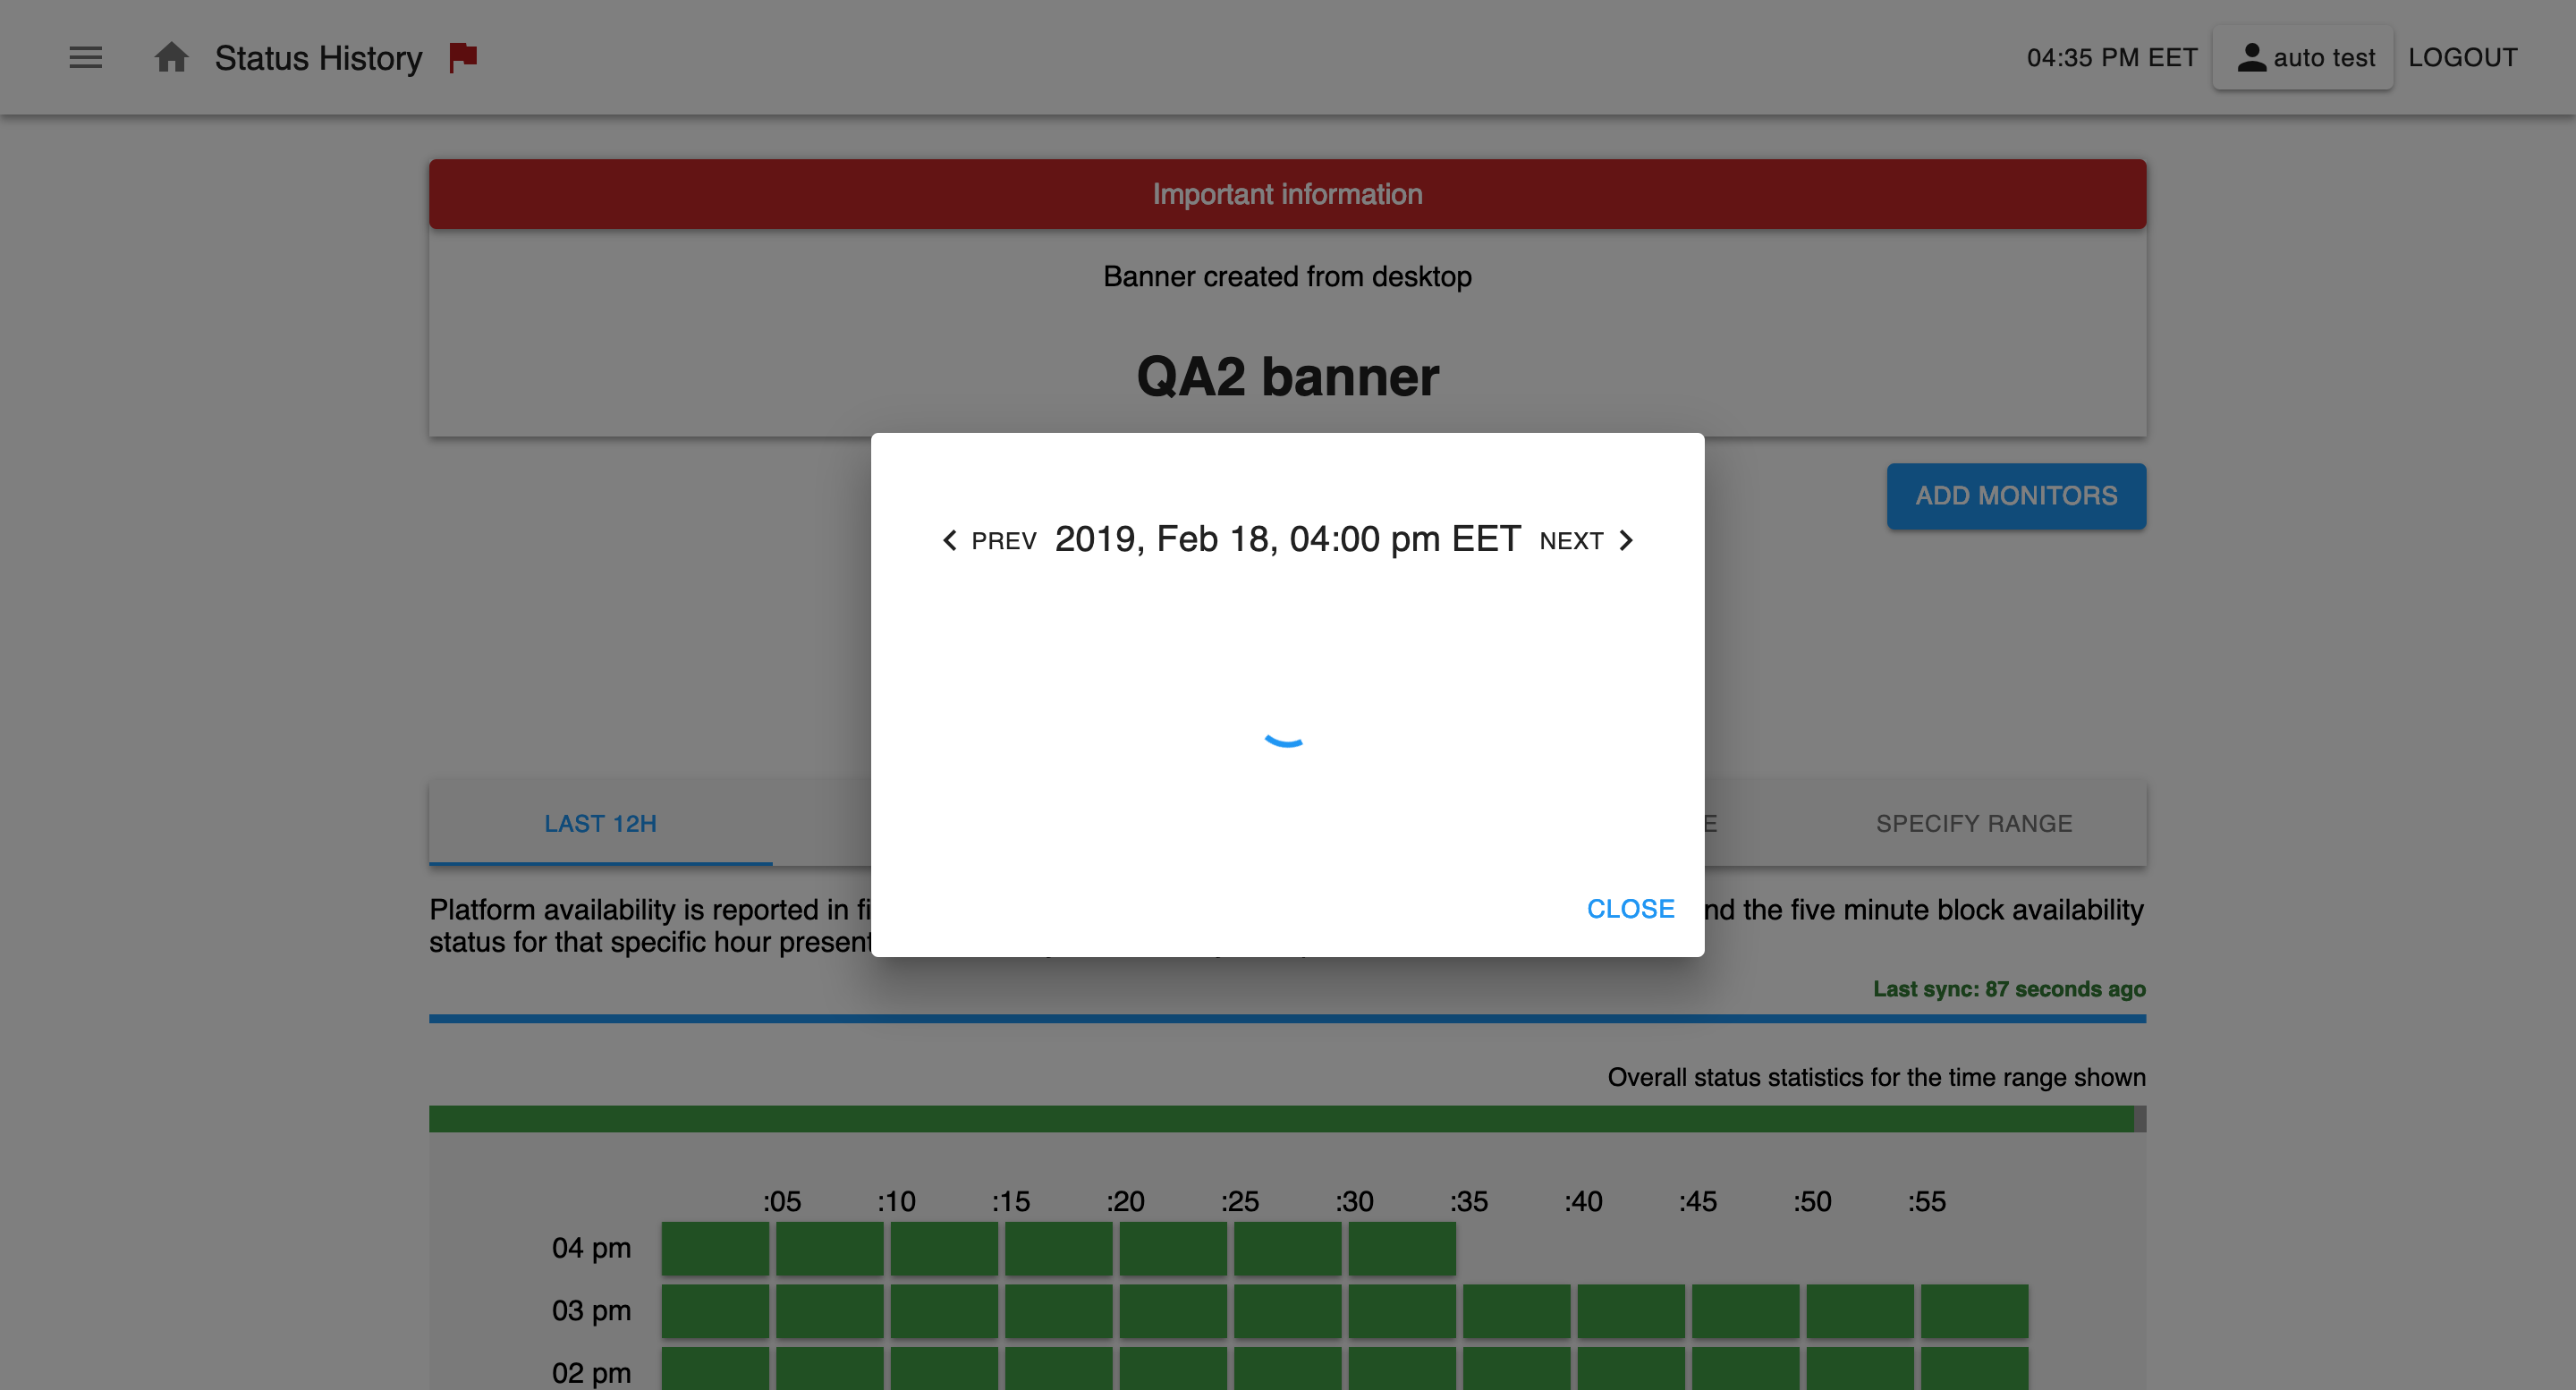 Status History
04:35 PM EET
auto test
LOGOUT
Important information
Banner created from desktop
QA2 banner
ADD MONITORS
PREV
2019, Feb 18, 04:00 pm EET
NEXT
CLOSE
LAST 12H
E
SPECIFY RANGE
Platform availability is reported in fi
nd the five minute block availability
status for that specific hour present
Last sync: 87 seconds ago
Overall status statistics for the time range shown
:05 :10 :15 :20 :25 :30 :35 :40 :45 :50 :55
04 pm
03 pm
02 pm